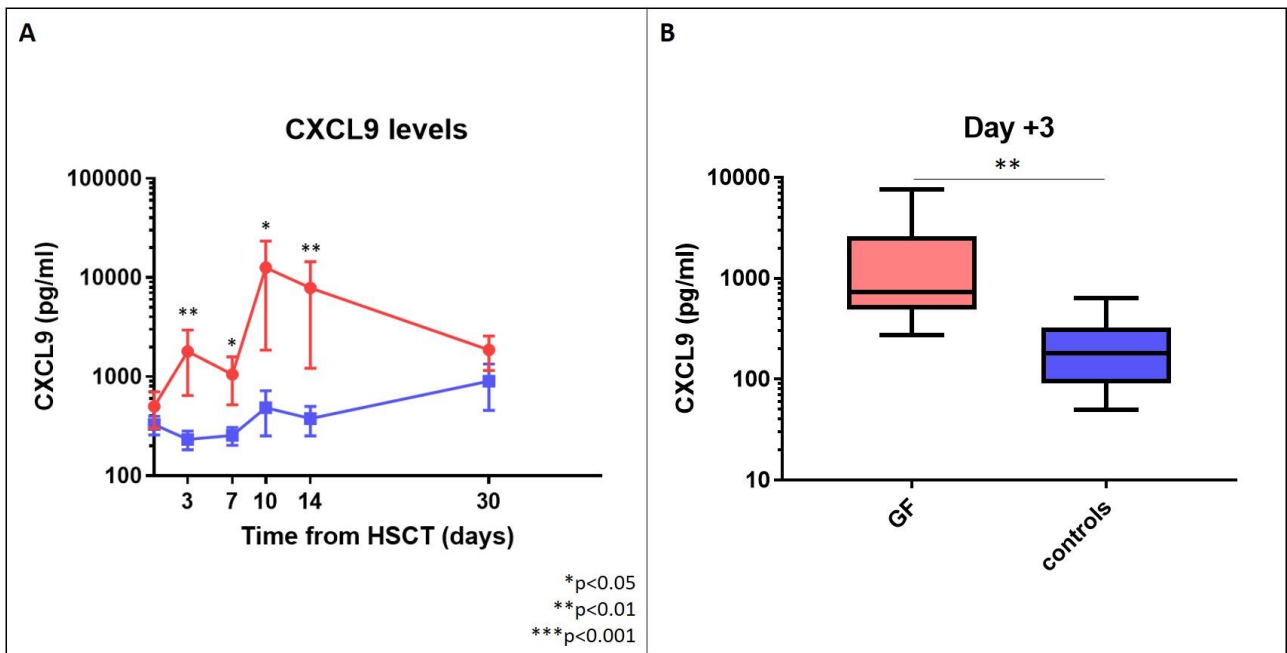 A
CXCL9 levels
CXCL9 (pg/ml)
100000
10000
1000
100
**
*
*
**
3 7 10 14 30
Time from HSCT (days)
*p<0.05
**p<0.01
***p<0.001
B
Day +3
**
CXCL9 (pg/ml)
10000
1000
100
10
GF
controls